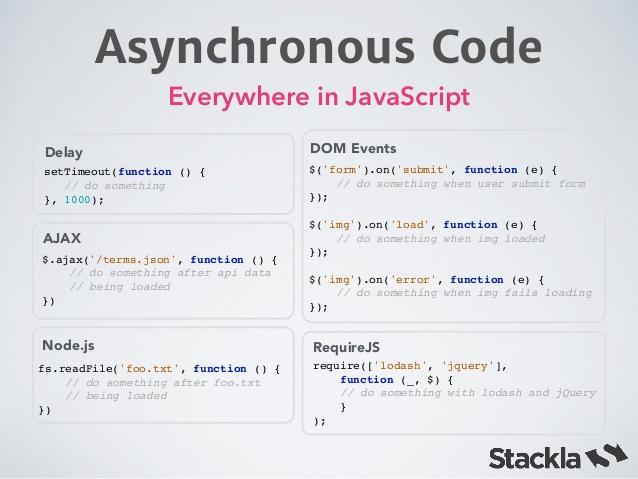 Asynchronous Code
Everywhere in JavaScript
Delay
setTimeout(function () {
// do something
}, 1000);
AJAX
$.ajax('/terms.json', function () {
// do something after api data
// being loaded
})
Node.js
fs.readFile('foo.txt', function () {
// do something after foo.txt
// being loaded
})
DOM Events
$('form').on('submit', function (e) {
// do something when user submit form
});
$('img').on('load', function (e) {
// do something when img loaded
});
$('img').on('error', function (e) {
// do something when img fails loading
});
RequireJS
require(['lodash', 'jquery'],
function (_, $) {
// do something with lodash and jQuery
}
);
Stackla